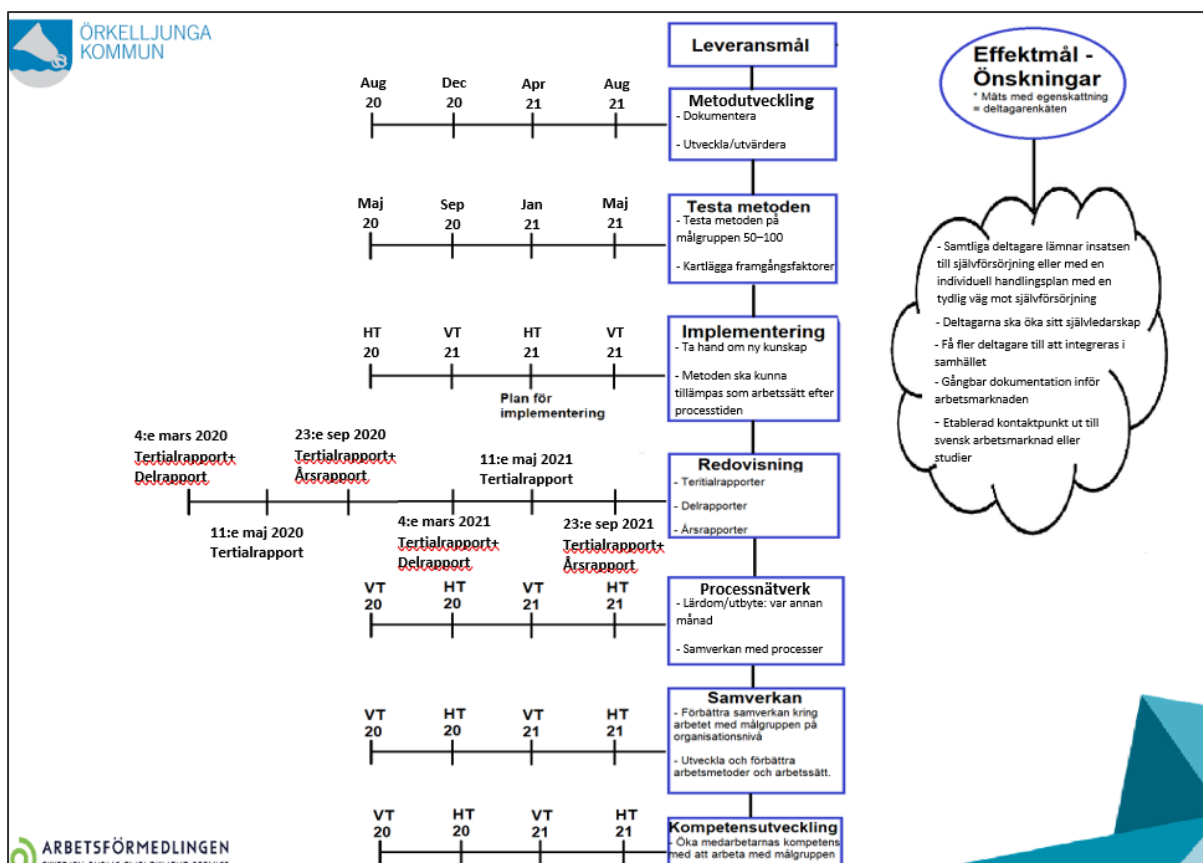 ÖRKELLJUNGA
KOMMUN
Leveransmål
Effektmål -
Önskningar
* Mäts med egenskattning
= deltagarenkäten
Aug
20
Dec
20
Apr
21
Aug
21
Metodutveckling
- Dokumentera
- Utveckla/utvärdera
Maj
20
Sep
20
Jan
21
Maj
21
Testa metoden
- Testa metoden på
målgruppen 50–100
- Kartlägga framgångsfaktorer
- Samtliga deltagare lämnar insatsen
till självförsörjning eller med en
individuell handlingsplan med en
tydlig väg mot självförsörjning
- Deltagarna ska öka sitt självledarskap
- Få fler deltagare till att integreras i
samhället
- Gångbar dokumentation inför
arbetsmarknaden
- Etablerad kontaktpunkt ut till
svensk arbetsmarknad eller
studier
HT
20
VT
21
HT
21
VT
21
Plan för
implementering
Implementering
- Ta hand om ny kunskap
- Metoden ska kunna
tillämpas som arbetssätt efter
processtiden
4:e mars 2020
Tertialrapport+
Delrapport
23:e sep 2020
Tertialrapport+
Årsrapport
11:e maj 2021
Tertialrapport
11:e maj 2020
Tertialrapport
4:e mars 2021
Tertialrapport+
Delrapport
23:e sep 2021
Tertialrapport+
Årsrapport
Redovisning
- Teritialrapporter
- Delrapporter
- Årsrapporter
VT
20
HT
20
VT
21
HT
21
Processnätverk
- Lärdom/utbyte: var annan
månad
- Samverkan med processer
VT
20
HT
20
VT
21
HT
21
Samverkan
- Förbättra samverkan kring
arbetet med målgruppen på
organisationsnivå
- Utveckla och förbättra
arbetsmetoder och arbetssätt.
VT
20
HT
20
VT
21
HT
21
Kompetensutveckling
- Öka medarbetarnas kompetens
med att arbeta med målgruppen
ARBETSFÖRMEDLINGEN